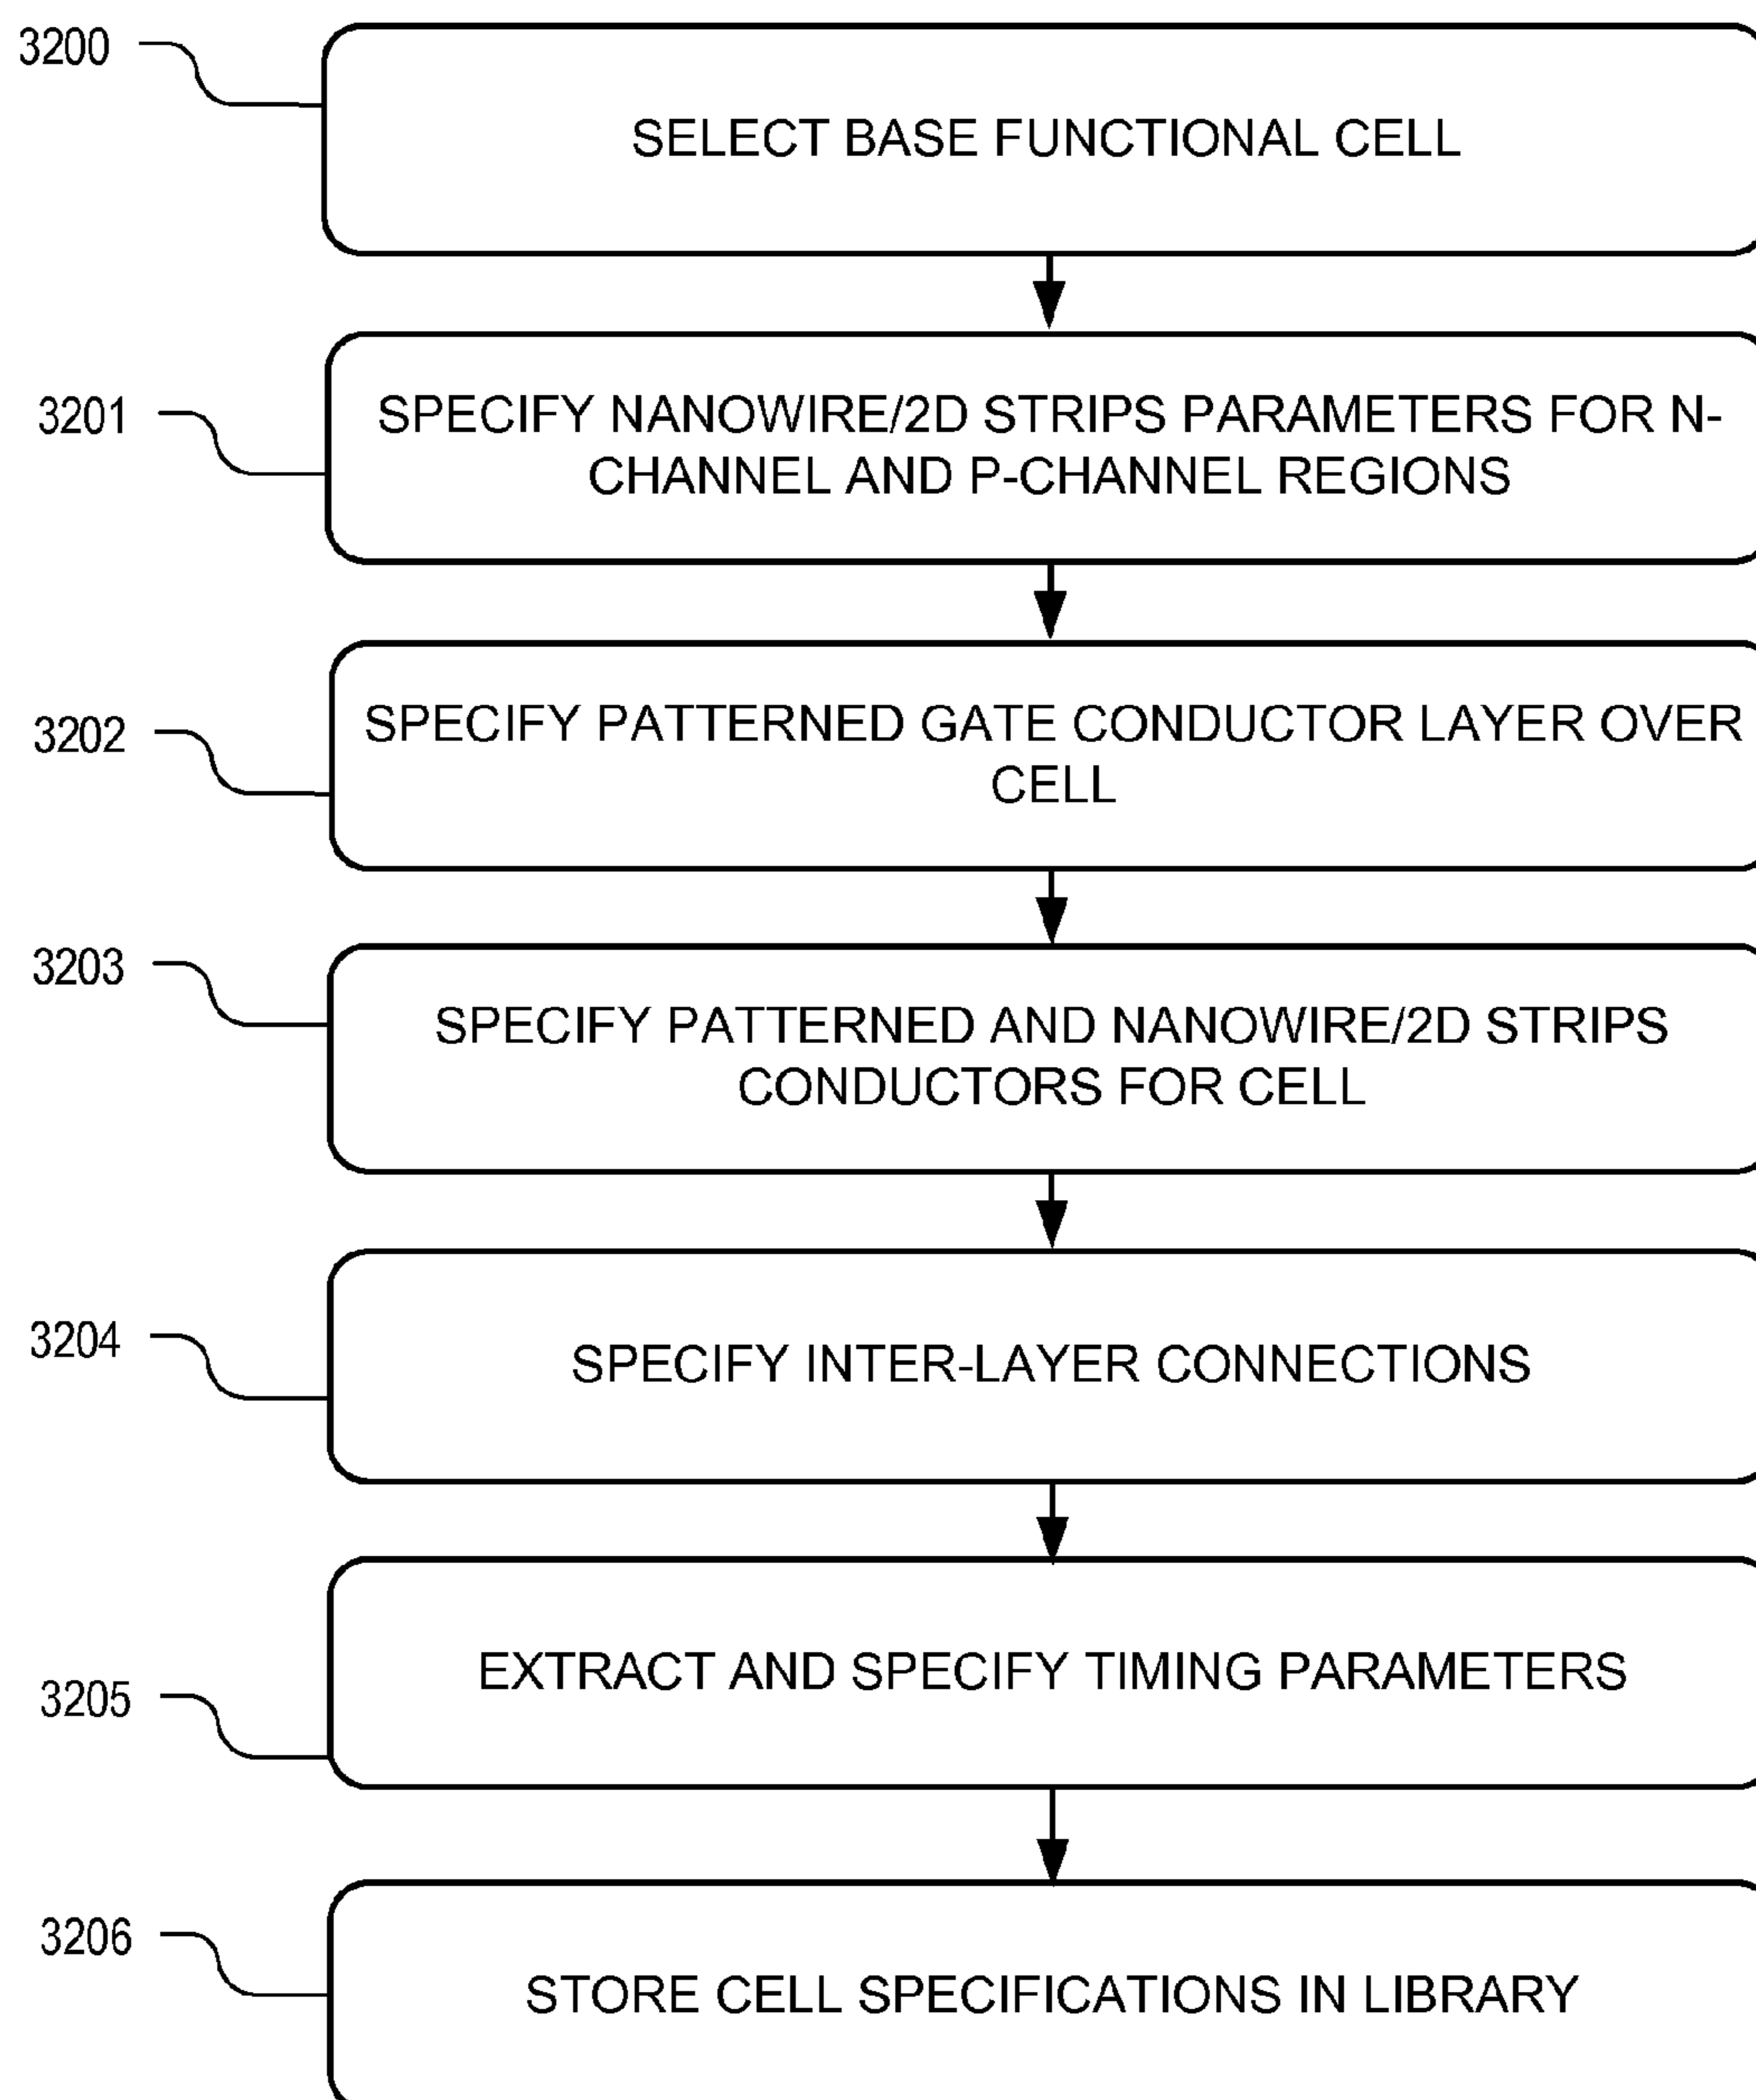 3200
SELECT BASE FUNCTIONAL CELL
3201
SPECIFY NANOWIRE/2D STRIPS PARAMETERS FOR N-
CHANNEL AND P-CHANNEL REGIONS
3202
SPECIFY PATTERNED GATE CONDUCTOR LAYER OVER
CELL
3203
SPECIFY PATTERNED AND NANOWIRE/2D STRIPS
CONDUCTORS FOR CELL
3204
SPECIFY INTER-LAYER CONNECTIONS
3205
EXTRACT AND SPECIFY TIMING PARAMETERS
3206
STORE CELL SPECIFICATIONS IN LIBRARY